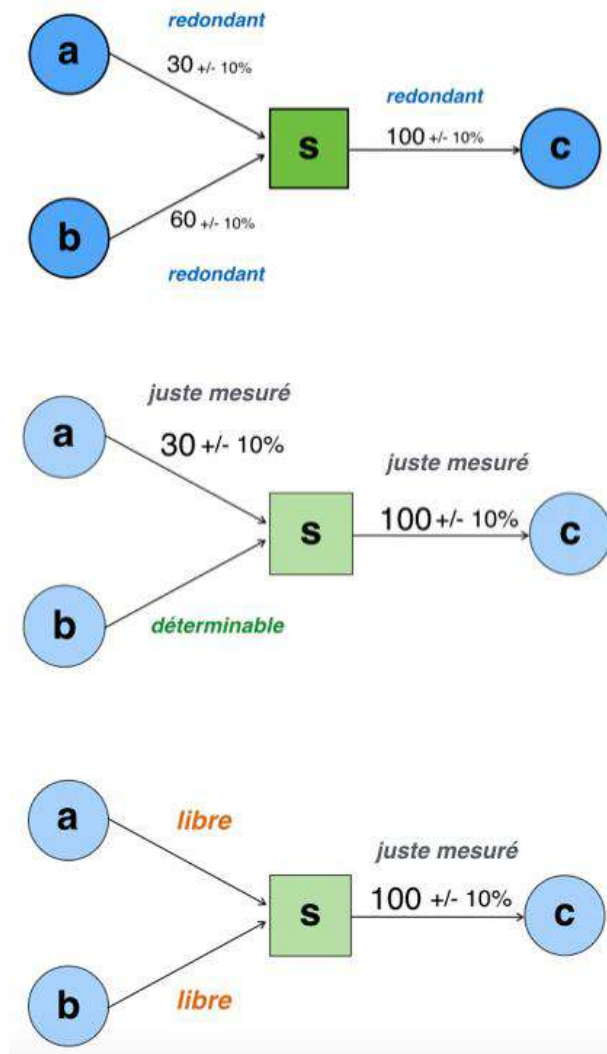 redondant
a
30 +/- 10%
redondant
s
100 +/- 10%
c
b
60 +/- 10%
redondant
juste mesuré
a
30 +/- 10%
juste mesuré
s
100 +/- 10%
c
b
déterminable
a
libre
juste mesuré
s
100 +/- 10%
c
b
libre